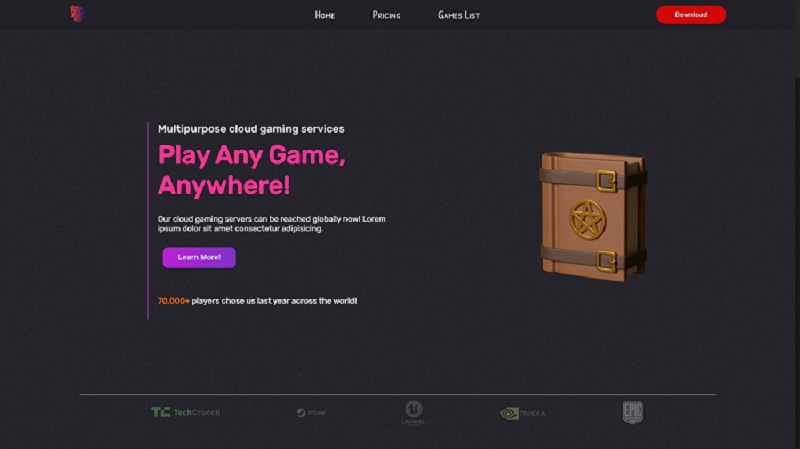 Home Pricing Games List Download
Multipurpose cloud gaming services
Play Any Game,
Anywhere!
Our cloud gaming servers can be reached globally now! Lorem
ipsum dolor sit amet consectetur adipisicing.
Learn More!
70.000+ players chose us last year across the world!
TechCrunch STEAM UNREAL NVIDIA EPIC